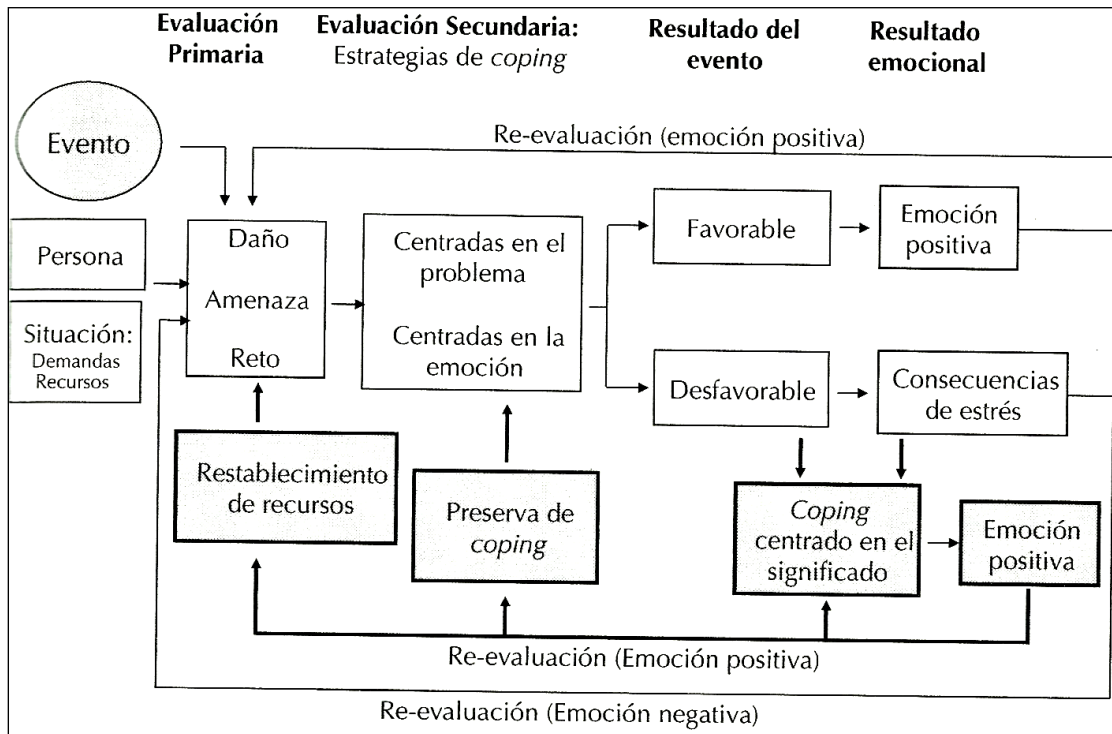 Evaluación
Primaria
Evaluación Secundaria:
Estrategias de coping
Resultado del
evento
Resultado
emocional
Evento
Re-evaluación (emoción positiva)
Persona
Situación:
Demandas
Recursos
Daño
Amenaza
Reto
Centradas en el
problema
Centradas en la
emoción
Favorable
Emoción
positiva
Desfavorable
Consecuencias
de estrés
Restablecimiento
de recursos
Preserva de
coping
Coping
centrado en el
significado
Emoción
positiva
Re-evaluación (Emoción positiva)
Re-evaluación (Emoción negativa)